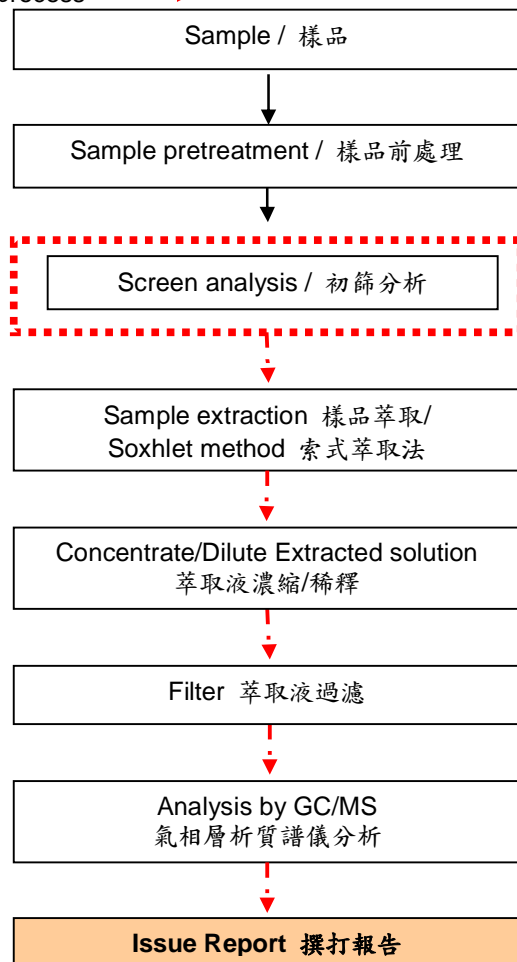 Sample / 樣品
Sample pretreatment / 樣品前處理
Screen analysis / 初篩分析
Sample extraction 樣品萃取/
Soxhlet method 索式萃取法
Concentrate/Dilute Extracted solution
萃取液濃縮/稀釋
Filter 萃取液過濾
Analysis by GC/MS
氣相層析質譜儀分析
Issue Report 撰打報告